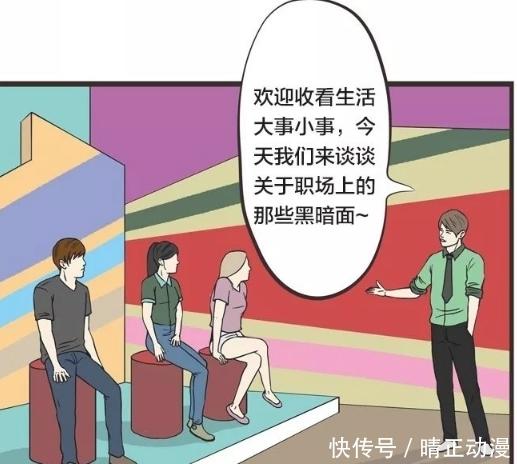 欢迎收看生活
大事小事，今
天我们来谈谈
关于职场上的
那些黑暗面~
快传号 / 晴正动漫